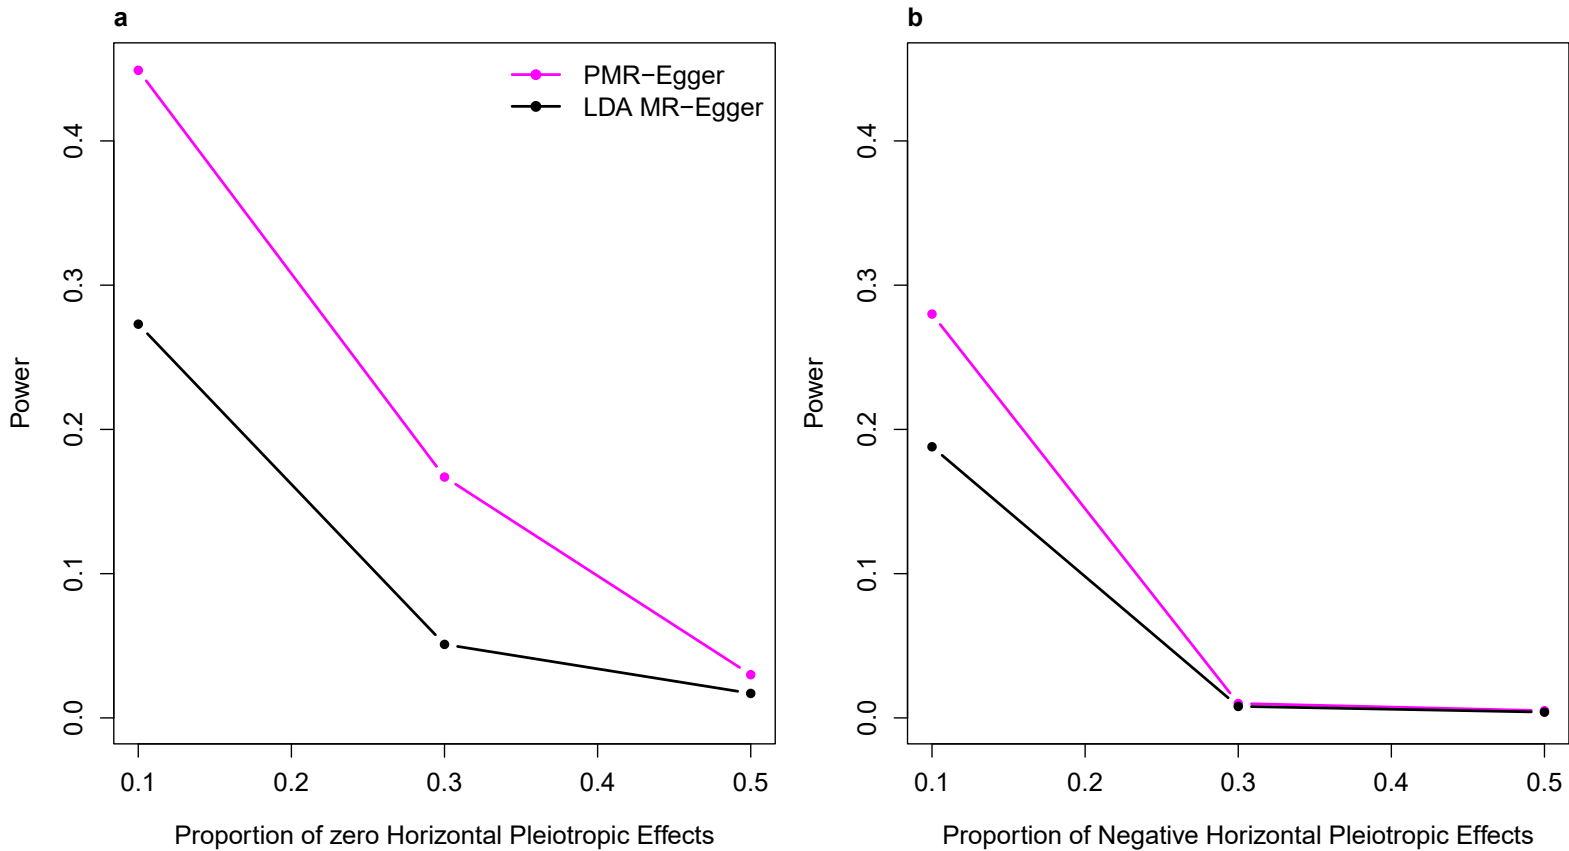 a
PMR−Egger
LDA MR−Egger
0.4
0.3
0.2
0.1
0.0
Power
0.1 0.2 0.3 0.4 0.5
Proportion of zero Horizontal Pleiotropic Effects
b
0.4
0.3
0.2
0.1
0.0
Power
0.1 0.2 0.3 0.4 0.5
Proportion of Negative Horizontal Pleiotropic Effects